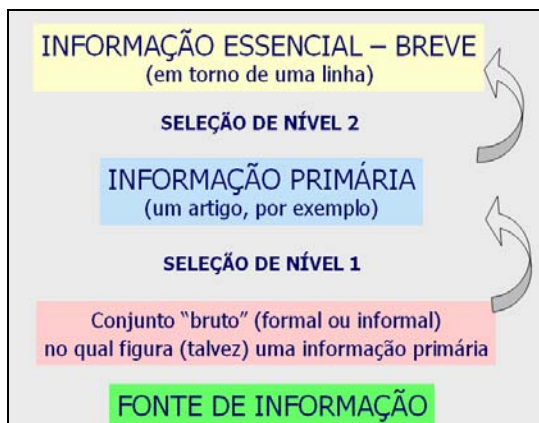 INFORMAÇÃO ESSENCIAL – BREVE
(em torno de uma linha)
SELEÇÃO DE NÍVEL 2
INFORMAÇÃO PRIMÁRIA
(um artigo, por exemplo)
SELEÇÃO DE NÍVEL 1
Conjunto "bruto" (formal ou informal)
no qual figura (talvez) uma informação primária
FONTE DE INFORMAÇÃO